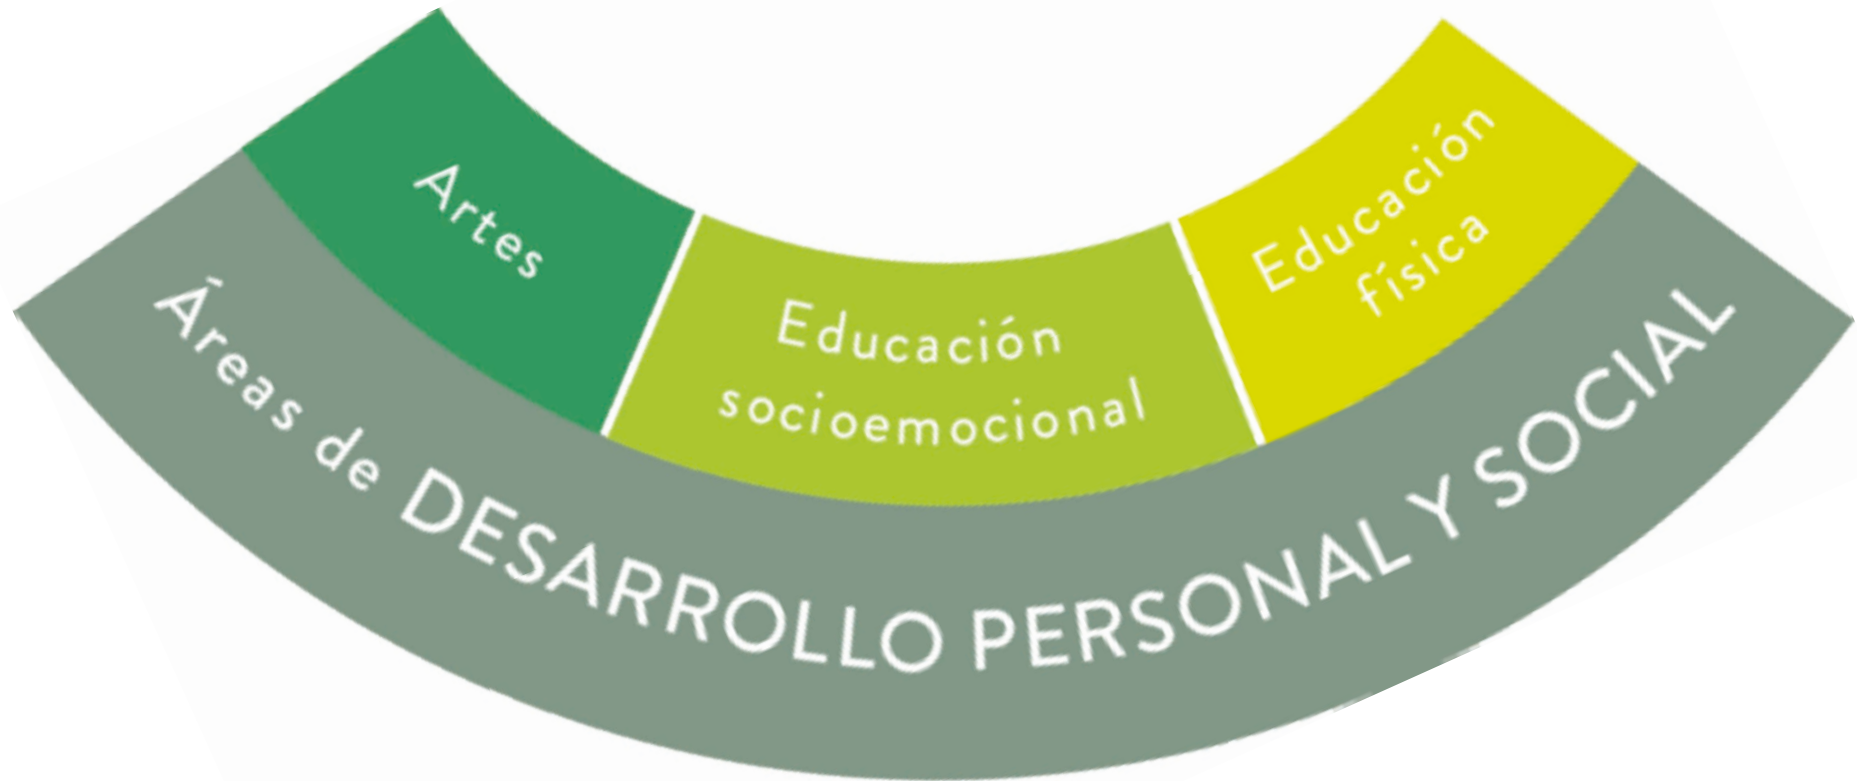 Artes
Educación
socioemocional
Educación
física
Áreas de DESARROLLO PERSONAL Y SOCIAL